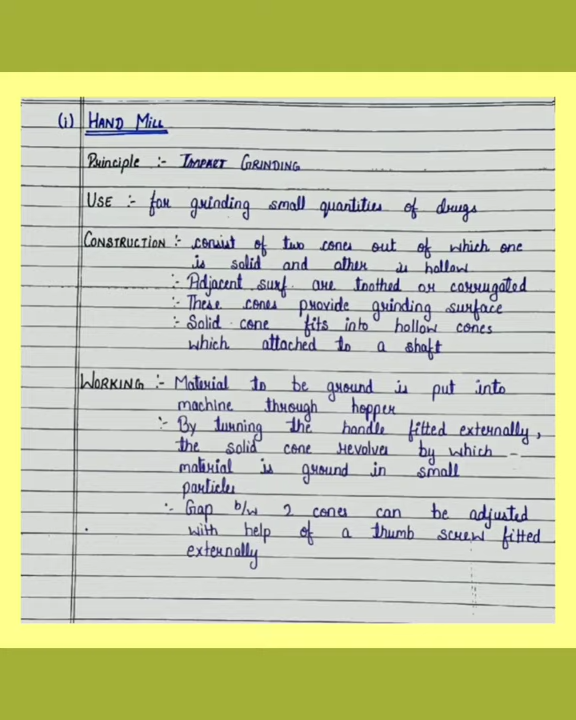 (i) HAND MILL
Principle :- IMPACT GRINDING
USE :- for grinding small quantities of drugs
CONSTRUCTION :- consist of two cones out of which one
is solid and other is hollow
:- Adjacent surf. are toothed or corrugated
:- These cones provide grinding surface
:- Solid cone fits into hollow cones
which attached to a shaft
WORKING :- Material to be ground is put into
machine through hopper
:- By turning the handle fitted externally,
the solid cone revolves by which -
material is ground in small
particles
:- Gap b/w 2 cones can be adjusted
with help of a thumb screw fitted
externally